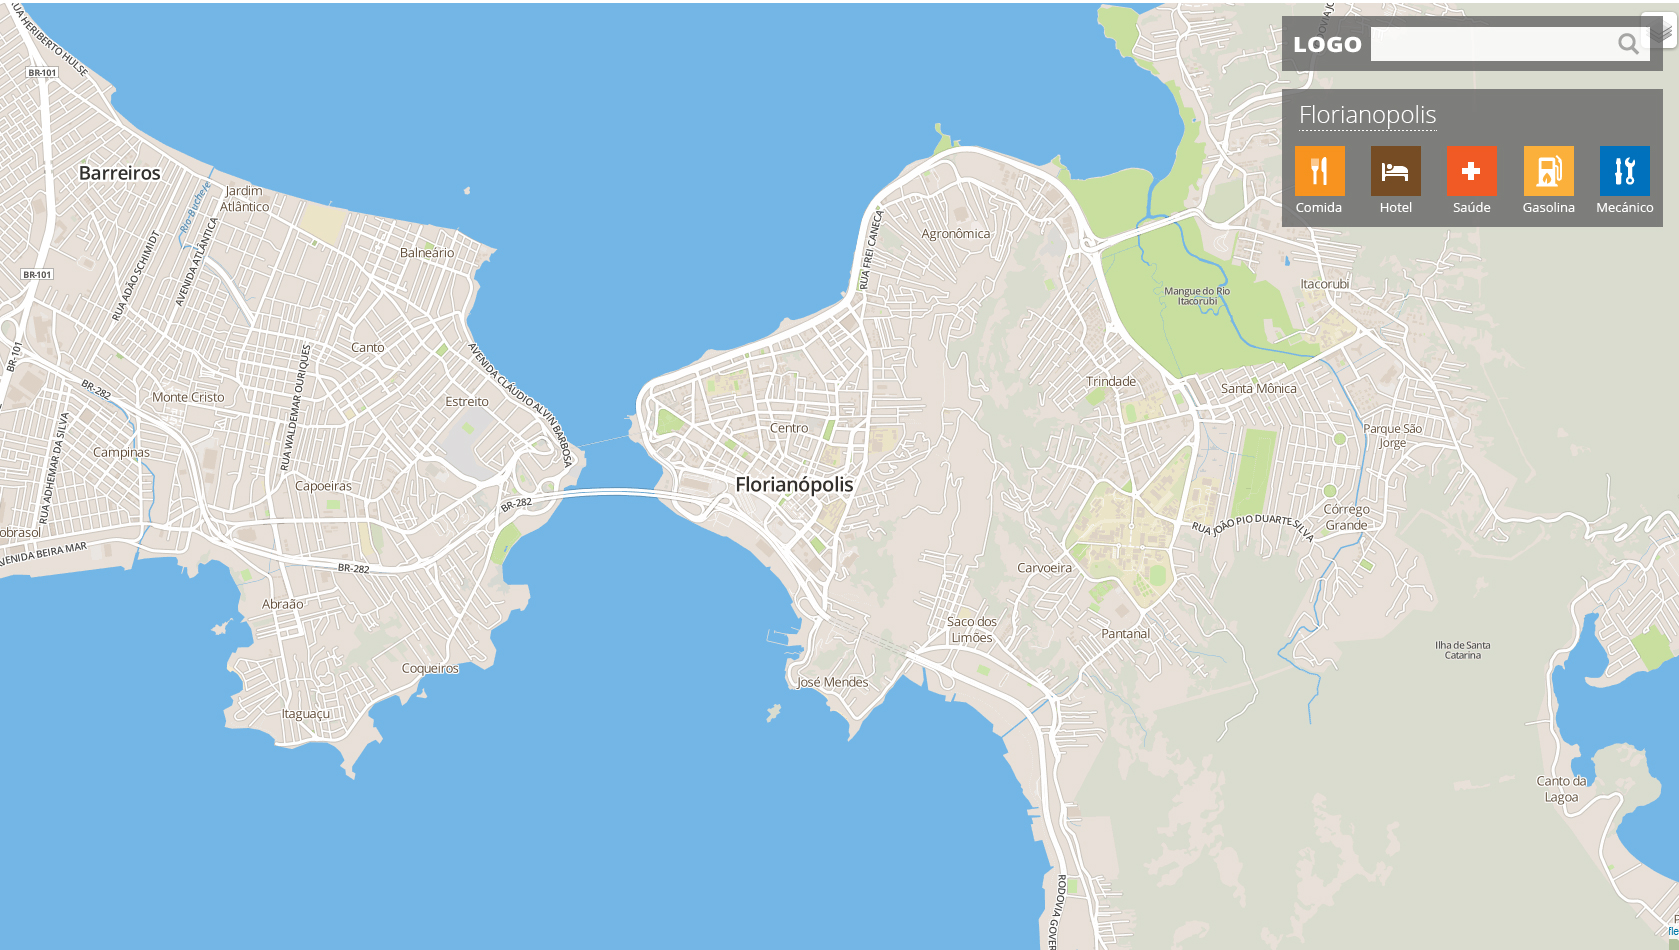 RUA HERIBERTO HULSE
BR-101
LOGO
Florianopolis
Comida
Hotel
Saúde
Gasolina
Mecánico
Barreiros
Jardim
Atlântico
Rio Buchele
RUA ADÃO SCHMIDT
AVENIDA ATLÂNTICA
Balneário
RUA FREI CANECA
Agronômica
BR-101
Mangue do Rio
Itacorubi
Itacorubi
BR-101
Canto
AVENIDA CLÁUDIO ALVIN BARBOSA
BR-282
Monte Cristo
RUA WALDEMAR OURIQUES
Estreito
Trindade
Santa Mônica
RUA ADHEMAR DA SILVA
Campinas
Centro
Parque São
Jorge
Capoeiras
Florianópolis
BR-282
Córrego
Grande
RUA JOÃO PIO DUARTE SILVA
obrasol
VENIDA BEIRA MAR
BR-282
Carvoeira
Abraão
Saco dos
Limões
Pantanal
Ilha de Santa
Catarina
Coqueiros
José Mendes
Itaguaçu
Canto da
Lagoa
RODOVIA GOVER